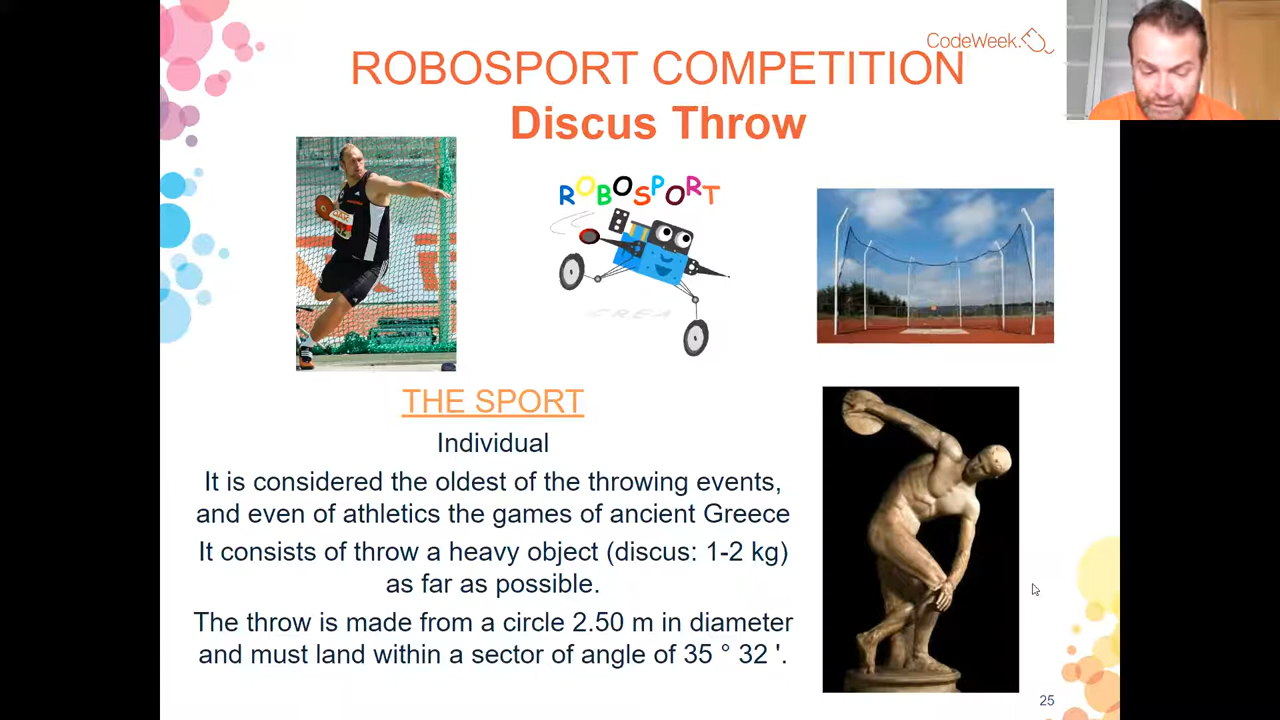 CodeWeek.
ROBOSPORT COMPETITION
Discus Throw
ROBOSPORT
CREA
THE SPORT
Individual
It is considered the oldest of the throwing events,
and even of athletics the games of ancient Greece
It consists of throw a heavy object (discus: 1-2 kg)
as far as possible.
The throw is made from a circle 2.50 m in diameter
and must land within a sector of angle of 35 ° 32 '.
25